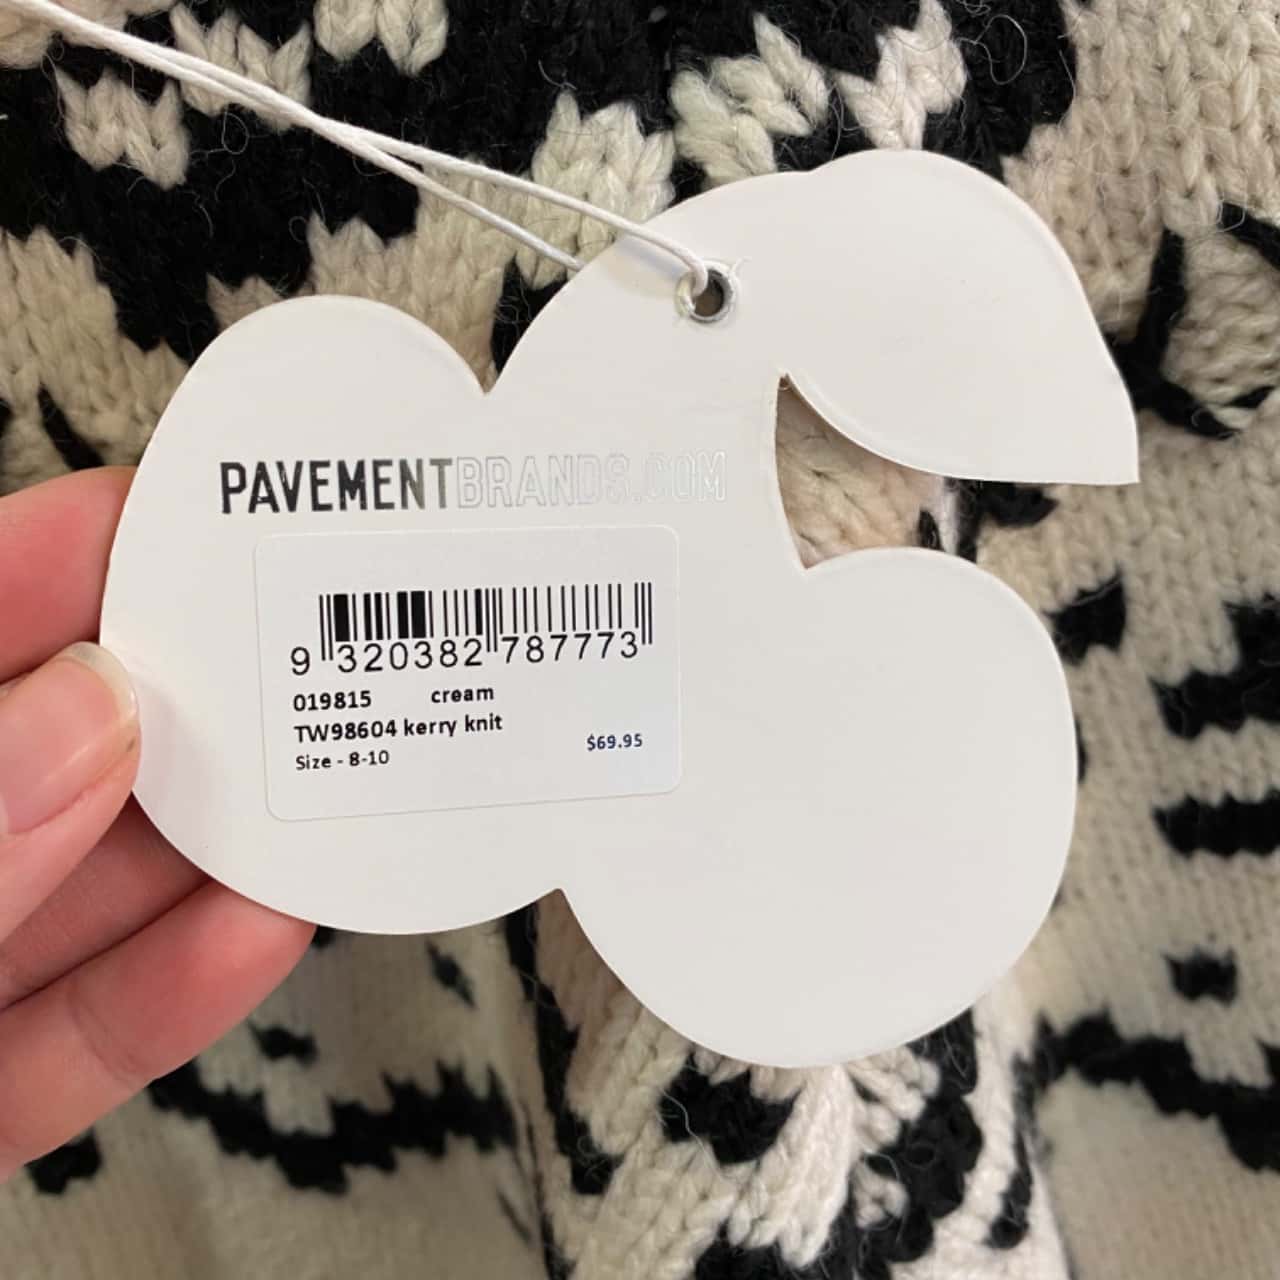 PAVEMENTBRANDS.COM
9 320382 787773
019815 cream
TW98604 kerry knit
Size - 8-10 $69.95